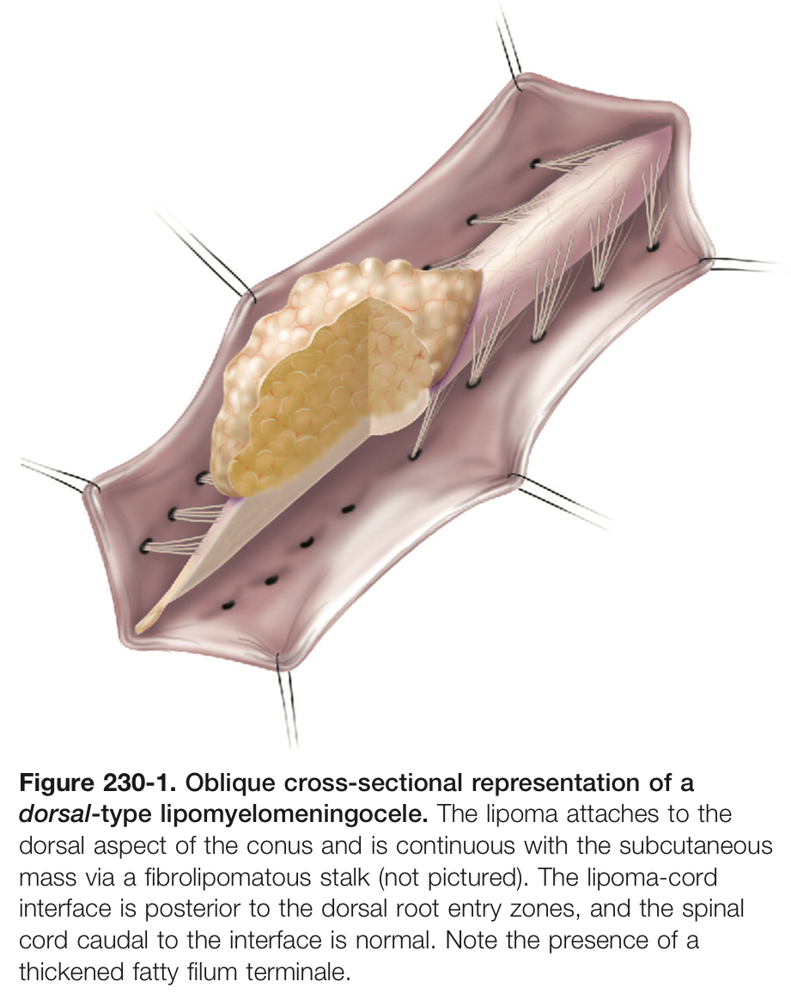 Figure 230-1. Oblique cross-sectional representation of a
dorsal-type lipomyelomeningocele. The lipoma attaches to the
dorsal aspect of the conus and is continuous with the subcutaneous
mass via a fibrolipomatous stalk (not pictured). The lipoma-cord
interface is posterior to the dorsal root entry zones, and the spinal
cord caudal to the interface is normal. Note the presence of a
thickened fatty filum terminale.